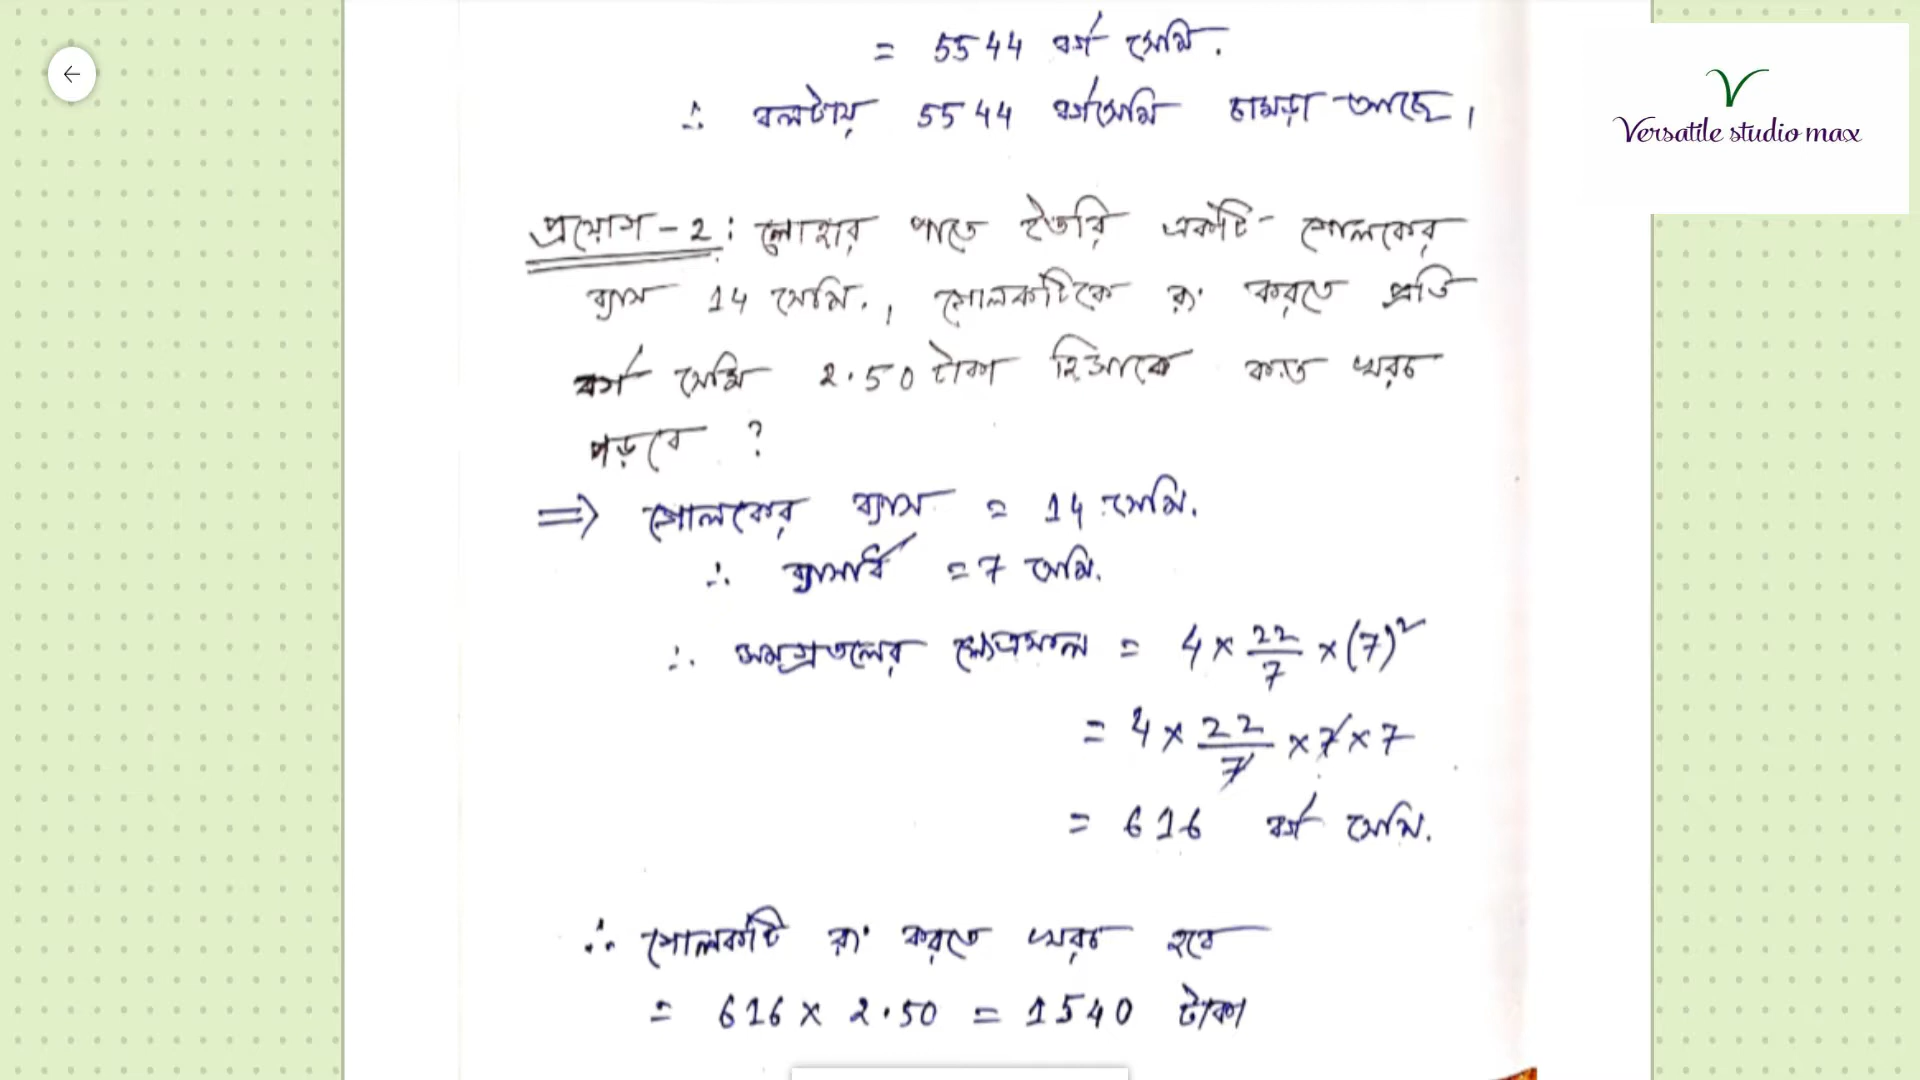 = 5544 বর্গ সেমি.
∴ বলটায় 5544 বর্গসেমি চামড়া আছে।
Versatile studio max
প্রয়োগ - 2 : লোহার পাতে তৈরি একটি গোলকের
ব্যাস 14 সেমি.। গোলকটিকে রং করতে প্রতি
বর্গ সেমি 2.50 টাকা হিসাবে কত খরচ
পড়বে ?
⇒ গোলকের ব্যাস = 14 সেমি.
∴ ব্যাসার্ধ = 7 সেমি.
∴ সমগ্রতলের ক্ষেত্রফল = 4 × 22/7 × (7)²
= 4 × 22/7 × 7 × 7
= 616 বর্গ সেমি.
∴ গোলকটি রং করতে খরচ হবে
= 616 × 2.50 = 1540 টাকা